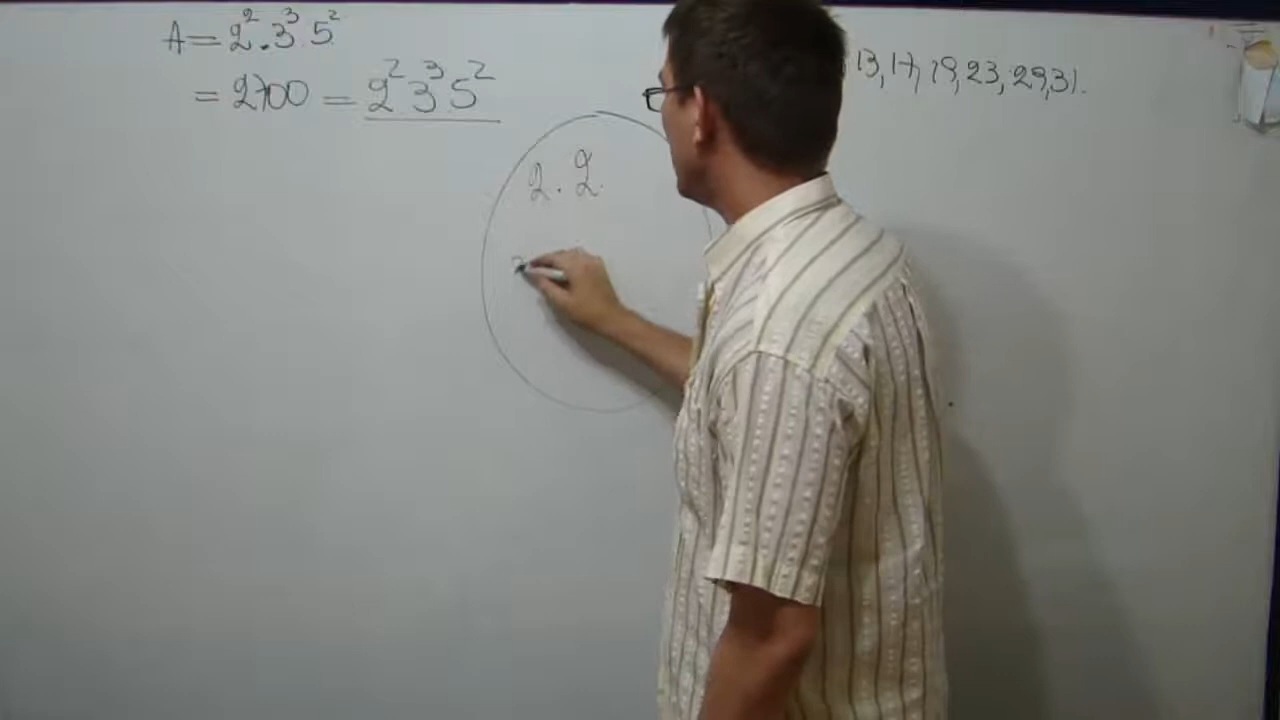 A = 2².3³.5²
= 2700 = 2²3³5²
13, 17, 19, 23, 29, 31.
2 . 2.